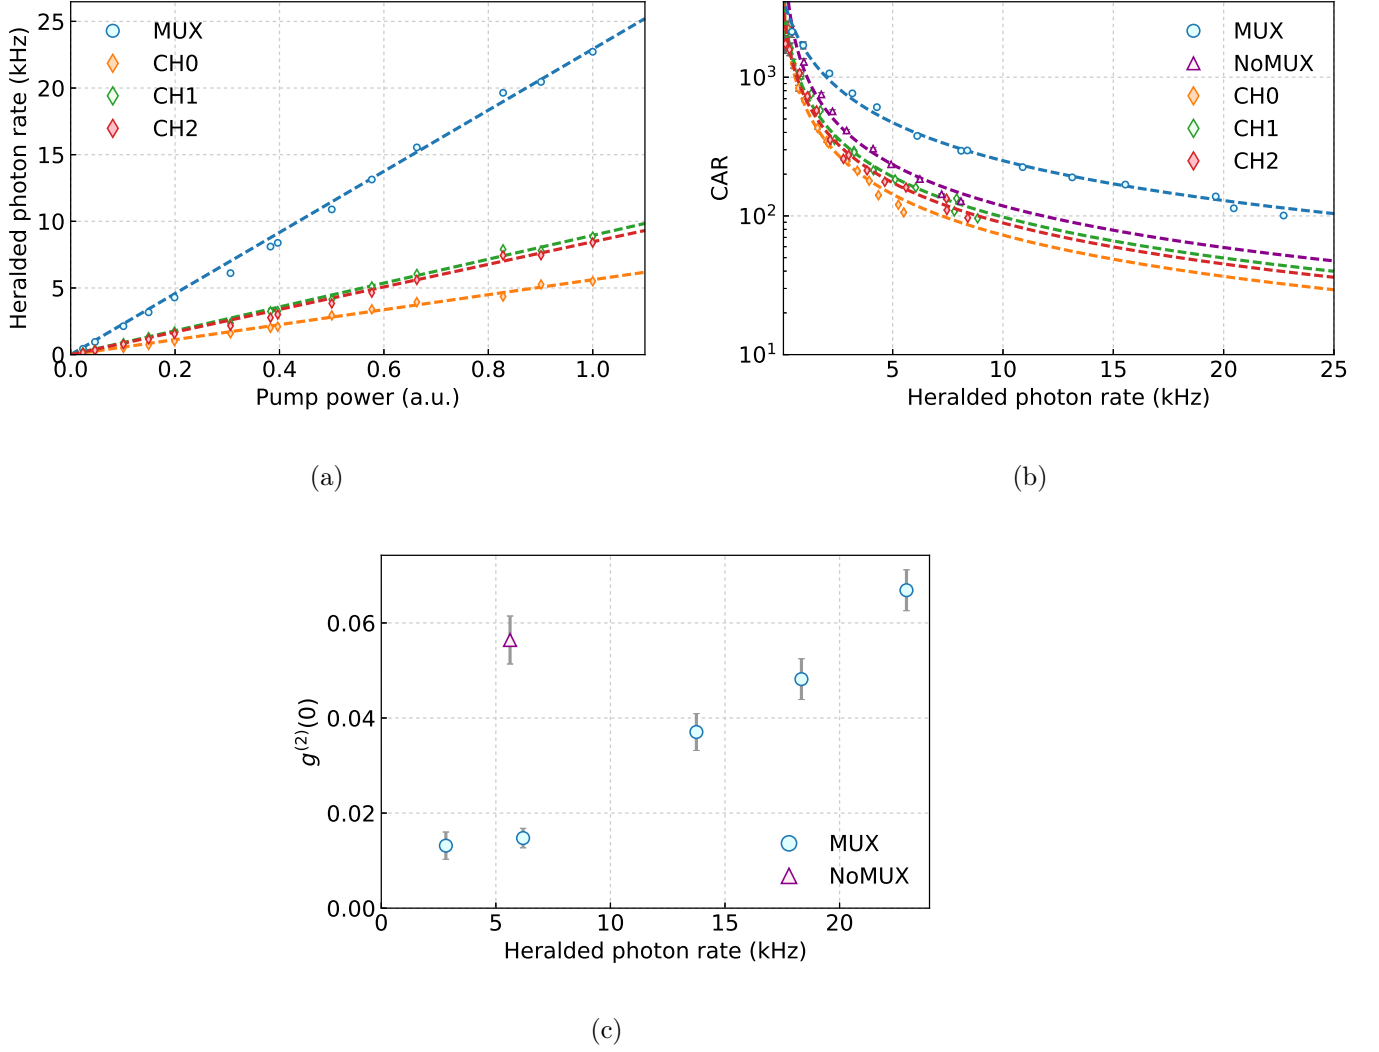 Heralded photon rate (kHz)
25
20
15
10
5
0
MUX
CH0
CH1
CH2
0.0 0.2 0.4 0.6 0.8 1.0
Pump power (a.u.)
(a)
CAR
10³
10²
10¹
MUX
NoMUX
CH0
CH1
CH2
5 10 15 20 25
Heralded photon rate (kHz)
(b)
g⁽²⁾(0)
0.06
0.04
0.02
0.00
MUX
NoMUX
0 5 10 15 20
Heralded photon rate (kHz)
(c)